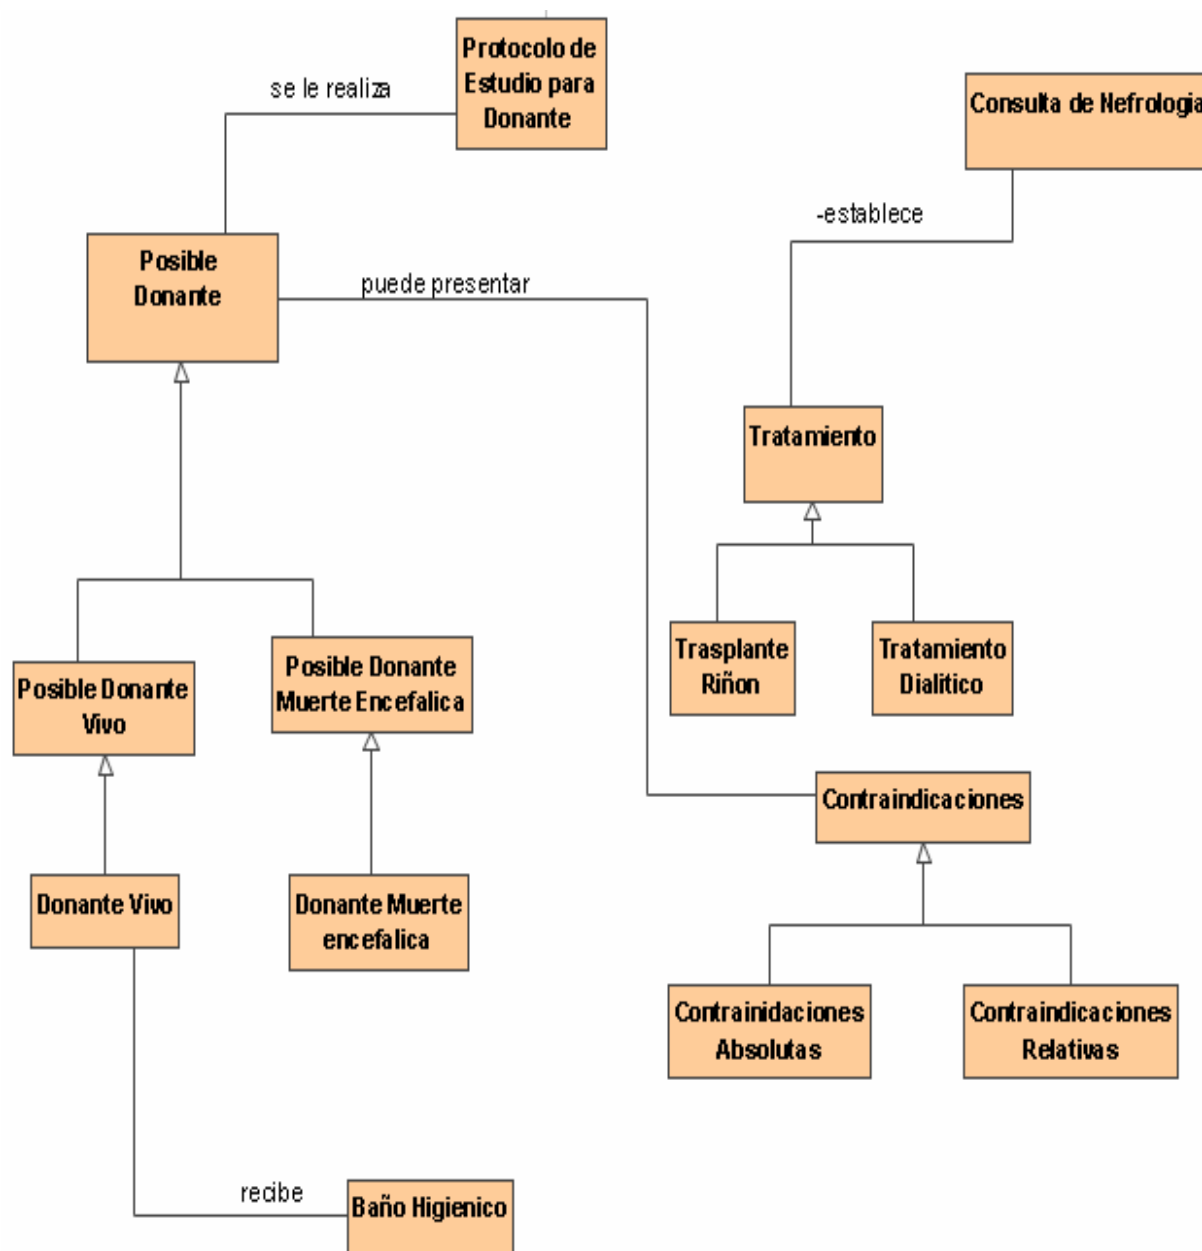 Protocolo de
Estudio para
Donante
se le realiza
Consulta de Nefrologia
-establece
Posible
Donante
puede presentar
Tratamiento
Trasplante
Riñon
Tratamiento
Dialitico
Posible Donante
Vivo
Posible Donante
Muerte Encefalica
Contraindicaciones
Donante Vivo
Donante Muerte
encefalica
Contrainidaciones
Absolutas
Contraindicaciones
Relativas
recibe
Baño Higienico